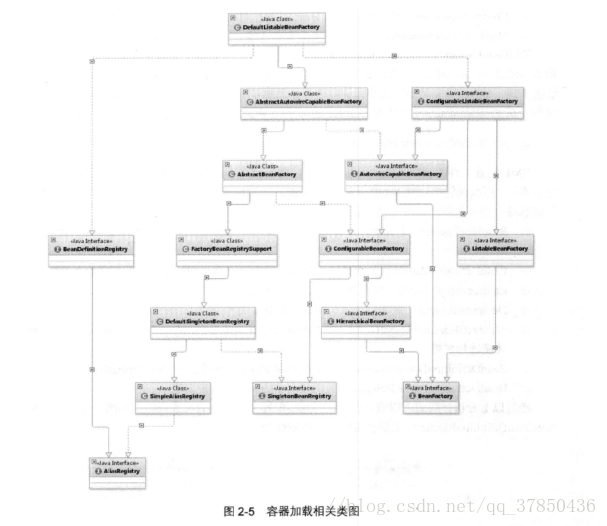 «Java Class»
DefaultListableBeanFactory
«Java Class»
AbstractAutowireCapableBeanFactory
«Java Interface»
ConfigurableListableBeanFactory
«Java Class»
AbstractBeanFactory
«Java Interface»
AutowireCapableBeanFactory
«Java Interface»
BeanDefinitionRegistry
«Java Class»
FactoryBeanRegistrySupport
«Java Interface»
ConfigurableBeanFactory
«Java Interface»
ListableBeanFactory
«Java Class»
DefaultSingletonBeanRegistry
«Java Interface»
HierarchicalBeanFactory
«Java Class»
SimpleAliasRegistry
«Java Interface»
SingletonBeanRegistry
«Java Interface»
BeanFactory
«Java Interface»
AliasRegistry
图 2-5 容器加载相关类图
//blog.csdn.net/qq_37850436